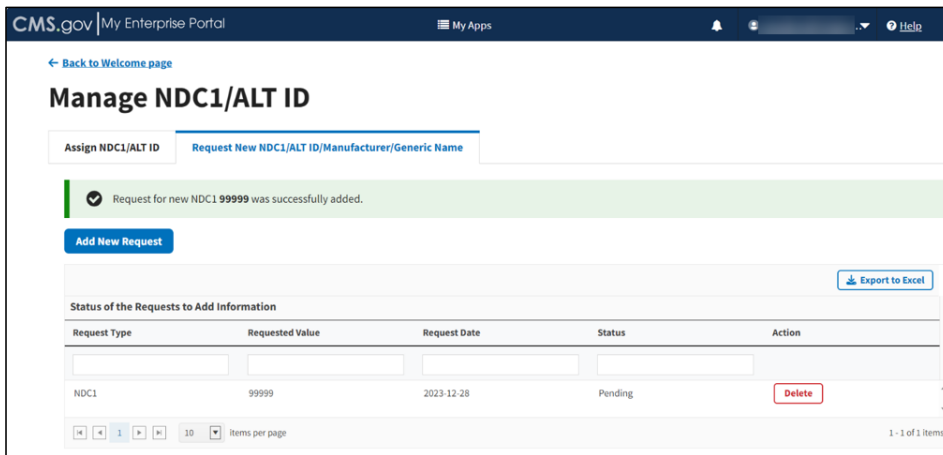 CMS.gov My Enterprise Portal My Apps Help
Back to Welcome page
Manage NDC1/ALT ID
Assign NDC1/ALT ID Request New NDC1/ALT ID/Manufacturer/Generic Name
Request for new NDC1 99999 was successfully added.
Add New Request
Export to Excel
Status of the Requests to Add Information
Request Type Requested Value Request Date Status Action
NDC1 99999 2023-12-28 Pending Delete
1 10 items per page 1 - 1 of 1 items